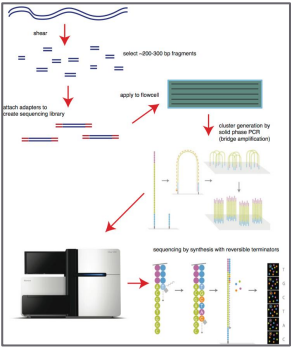 shear
select ~200-300 bp fragments
attach adapters to
create sequencing library
apply to flowcell
cluster generation by
solid phase PCR
(bridge amplification)
sequencing by synthesis with reversible terminators
T
G